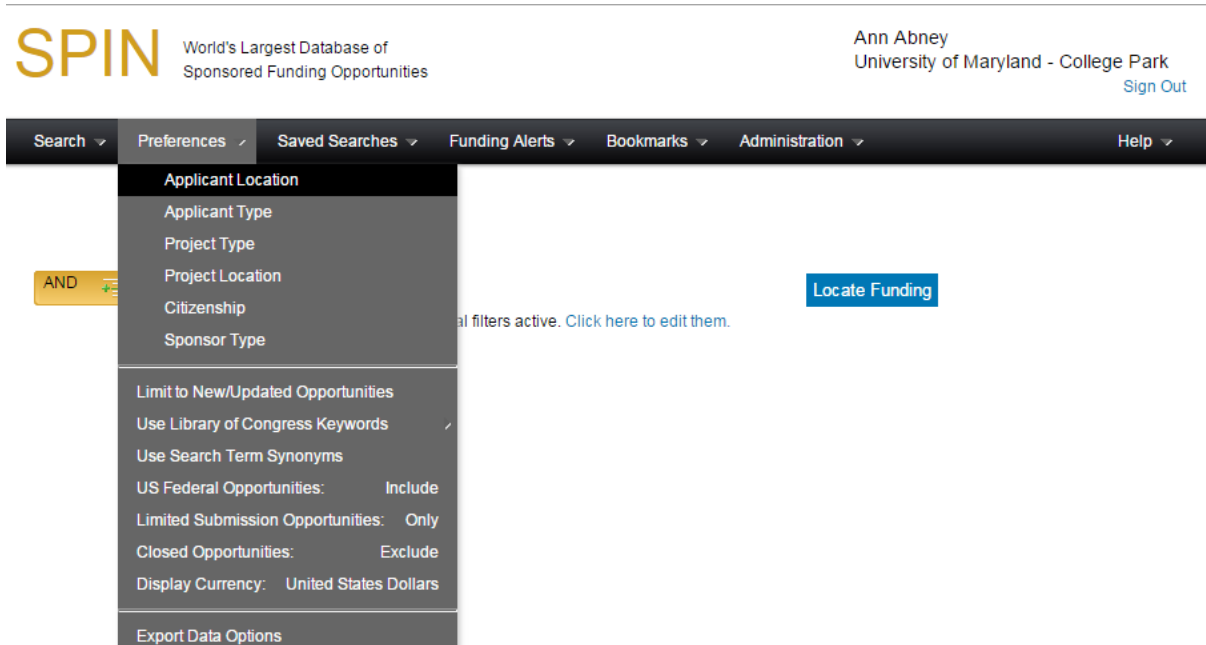 SPIN
World's Largest Database of
Sponsored Funding Opportunities
Ann Abney
University of Maryland - College Park
Sign Out
Search Preferences Saved Searches Funding Alerts Bookmarks Administration Help
Applicant Location
Applicant Type
Project Type
Project Location
Citizenship
Sponsor Type
AND
Locate Funding
filters active. Click here to edit them.
Limit to New/Updated Opportunities
Use Library of Congress Keywords
Use Search Term Synonyms
US Federal Opportunities: Include
Limited Submission Opportunities: Only
Closed Opportunities: Exclude
Display Currency: United States Dollars
Export Data Options